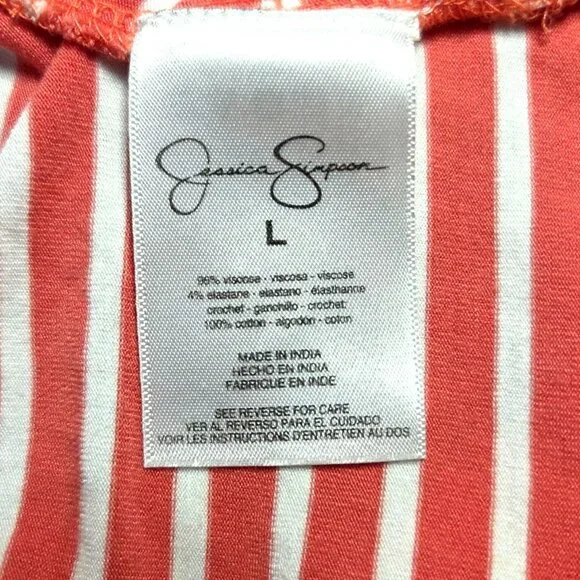 Jessica Simpson
L
96% viscose - viscosa - viscose
4% elastane - elastano - élasthanne
crochet - ganchillo - crochet:
100% cotton - algodón - coton
MADE IN INDIA
HECHO EN INDIA
FABRIQUE EN INDE
SEE REVERSE FOR CARE
VER AL REVERSO PARA EL CUIDADO
VOIR LES INSTRUCTIONS D'ENTRETIEN AU DOS